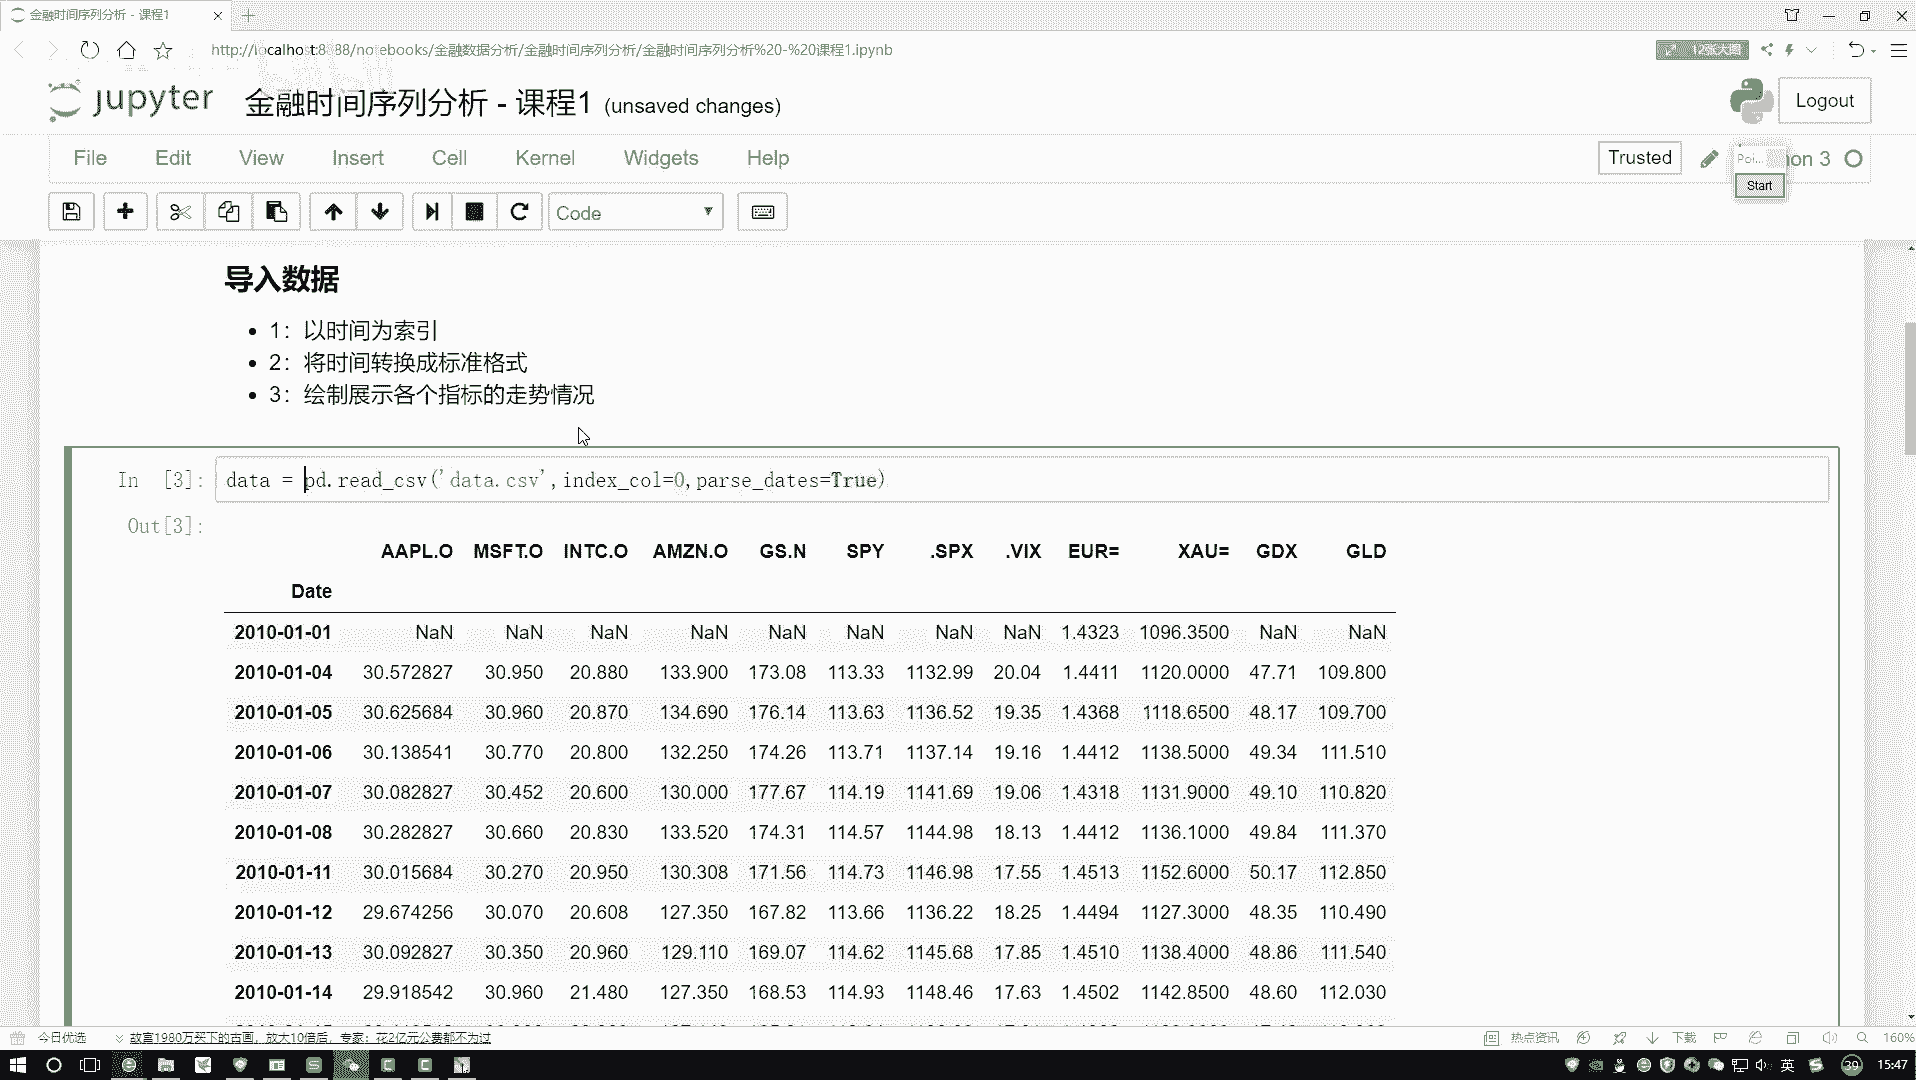 金融时间序列分析 - 课程1
http://localhost:8888/notebooks/金融数据分析/金融时间序列分析/金融时间序列分析%20-%20课程1.ipynb
12张大图
jupyter
金融时间序列分析 - 课程1 (unsaved changes)
Logout
File Edit View Insert Cell Kernel Widgets Help
Trusted
Poi...
on 3
Start
Code
导入数据
1：以时间为索引
2：将时间转换成标准格式
3：绘制展示各个指标的走势情况
In [3]: data = pd.read_csv('data.csv',index_col=0,parse_dates=True)
Out[3]:
AAPL.O MSFT.O INTC.O AMZN.O GS.N SPY .SPX .VIX EUR= XAU= GDX GLD
Date
2010-01-01 NaN NaN NaN NaN NaN NaN NaN NaN 1.4323 1096.3500 NaN NaN
2010-01-04 30.572827 30.950 20.880 133.900 173.08 113.33 1132.99 20.04 1.4411 1120.0000 47.71 109.800
2010-01-05 30.625684 30.960 20.870 134.690 176.14 113.63 1136.52 19.35 1.4368 1118.6500 48.17 109.700
2010-01-06 30.138541 30.770 20.800 132.250 174.26 113.71 1137.14 19.16 1.4412 1138.5000 49.34 111.510
2010-01-07 30.082827 30.452 20.600 130.000 177.67 114.19 1141.69 19.06 1.4318 1131.9000 49.10 110.820
2010-01-08 30.282827 30.660 20.830 133.520 174.31 114.57 1144.98 18.13 1.4412 1136.1000 49.84 111.370
2010-01-11 30.015684 30.270 20.950 130.308 171.56 114.73 1146.98 17.55 1.4513 1152.6000 50.17 112.850
2010-01-12 29.674256 30.070 20.608 127.350 167.82 113.66 1136.22 18.25 1.4494 1127.3000 48.35 110.490
2010-01-13 30.092827 30.350 20.960 129.110 169.07 114.62 1145.68 17.85 1.4510 1138.4000 48.86 111.540
2010-01-14 29.918542 30.960 21.480 127.350 168.53 114.93 1148.46 17.63 1.4502 1142.8500 48.60 112.030
今日优选
故宫1980万买下的古画，放大10倍后，专家：花2亿元公费都不为过
热点资讯
下载
160%
英
39
15:47